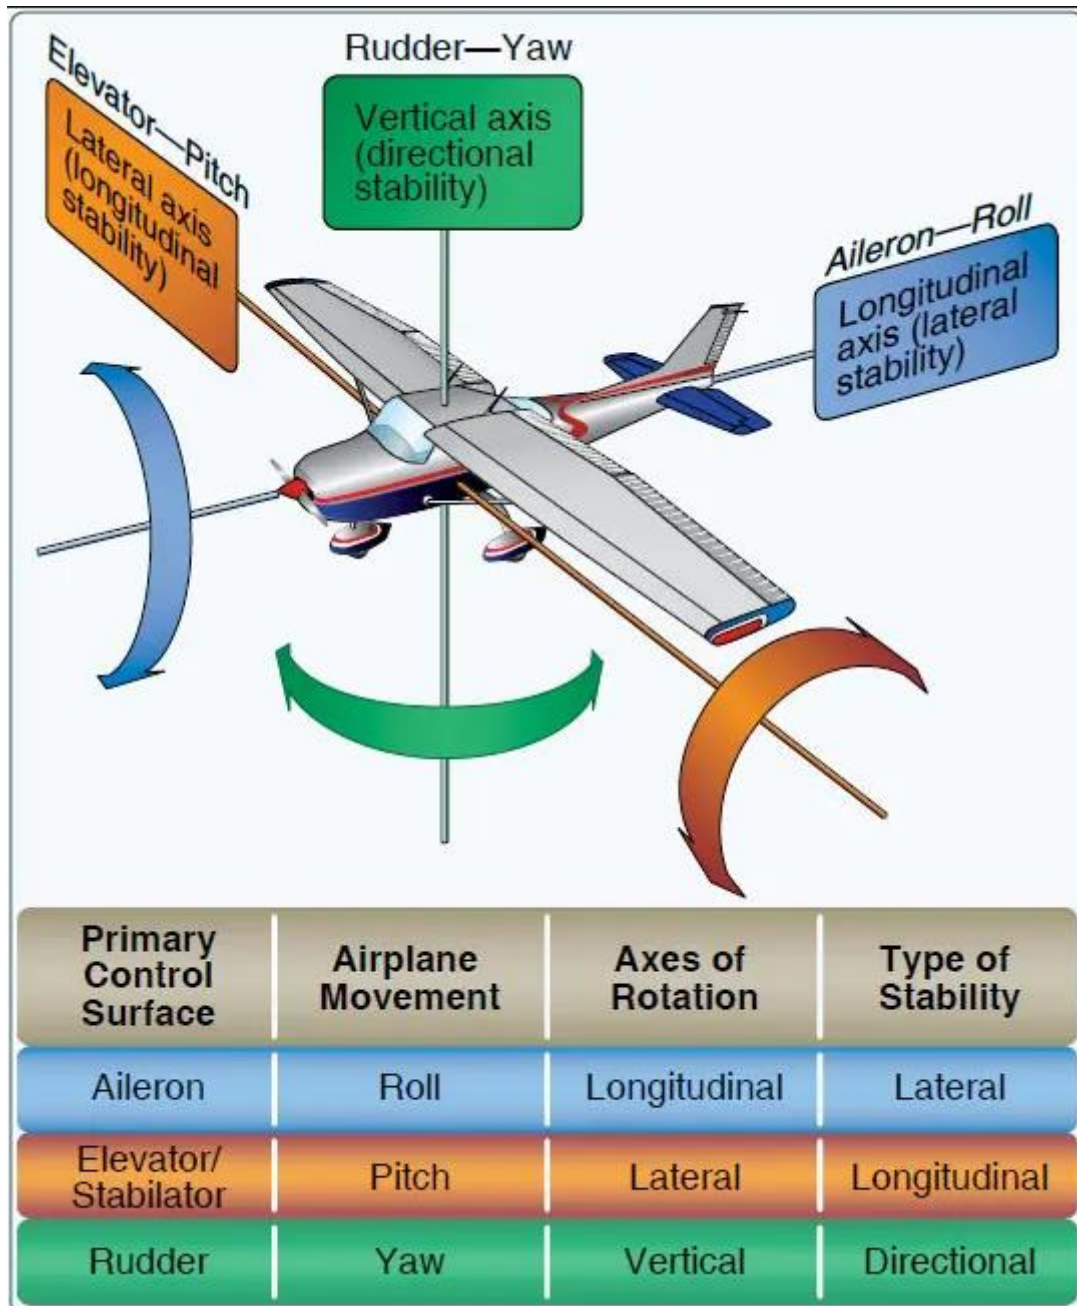 Rudder—Yaw
Vertical axis
(directional
stability)
Elevator—Pitch
Lateral axis
(longitudinal
stability)
Aileron—Roll
Longitudinal
axis (lateral
stability)
Primary
Control
Surface
Airplane
Movement
Axes of
Rotation
Type of
Stability
Aileron
Roll
Longitudinal
Lateral
Elevator/
Stabilator
Pitch
Lateral
Longitudinal
Rudder
Yaw
Vertical
Directional